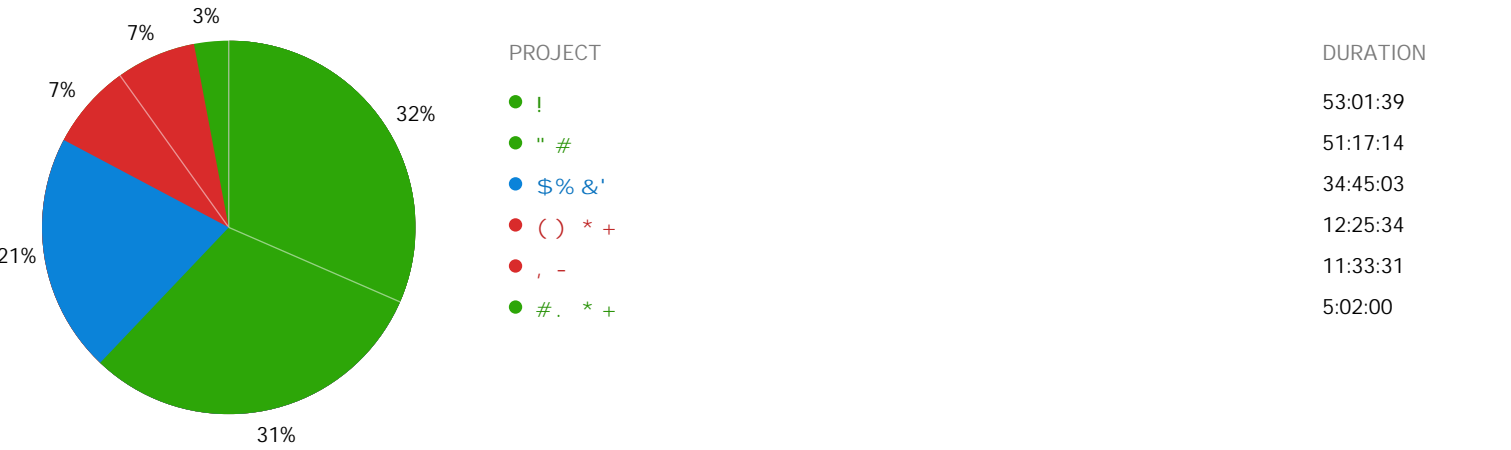 3%
7%
7%
32%
21%
31%
PROJECT DURATION
! 53:01:39
" # 51:17:14
$% &' 34:45:03
( ) * + 12:25:34
, - 11:33:31
#. * + 5:02:00